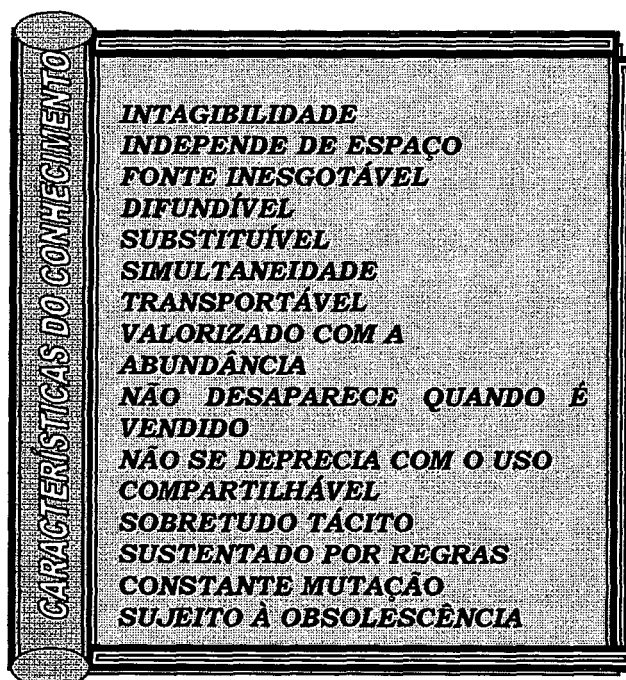 CARACTERÍSTICAS DO CONHECIMENTO
INTAGIBILIDADE
INDEPENDE DE ESPAÇO
FONTE INESGOTÁVEL
DIFUNDÍVEL
SUBSTITUÍVEL
SIMULTANEIDADE
TRANSPORTÁVEL
VALORIZADO COM A
ABUNDÂNCIA
NÃO DESAPARECE QUANDO É
VENDIDO
NÃO SE DEPRECIA COM O USO
COMPARTILHÁVEL
SOBRETUDO TÁCITO
SUSTENTADO POR REGRAS
CONSTANTE MUTAÇÃO
SUJEITO À OBSOLESCÊNCIA